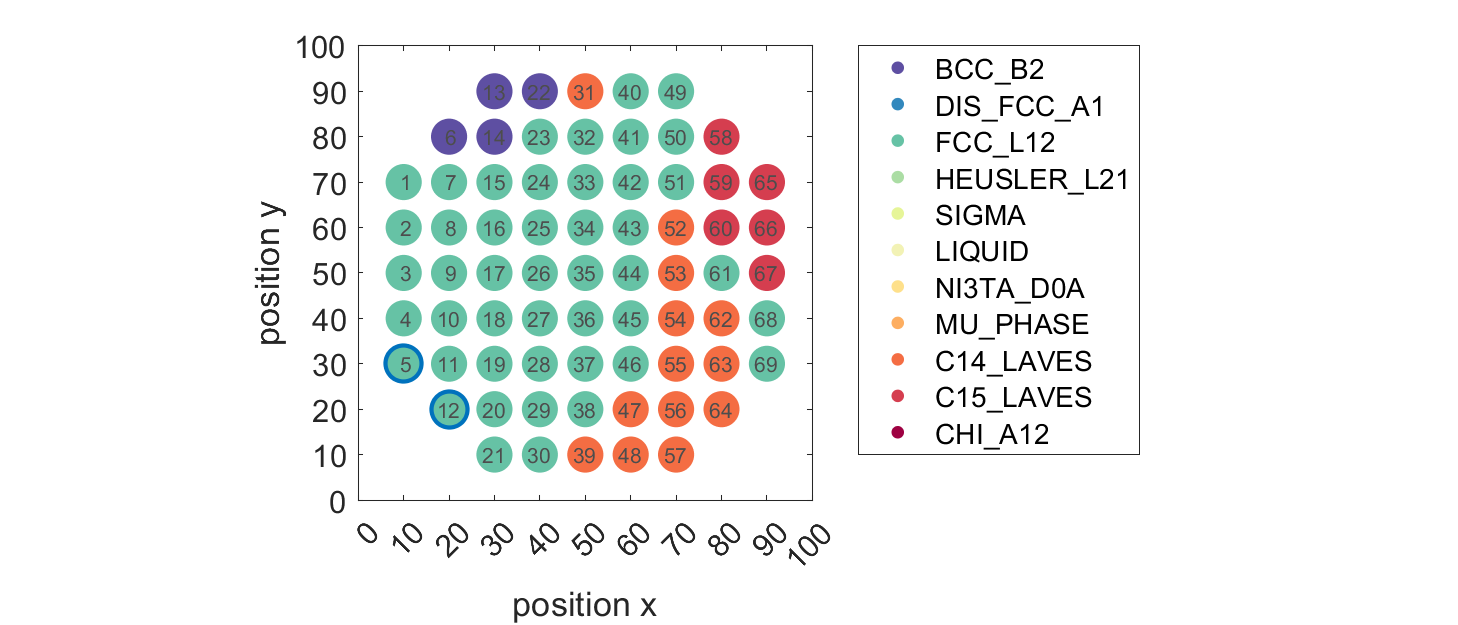 100
90
80
70
60
50
40
30
20
10
0
position y
13 22 31 40 49
6 14 23 32 41 50 58
1 7 15 24 33 42 51 59 65
2 8 16 25 34 43 52 60 66
3 9 17 26 35 44 53 61 67
4 10 18 27 36 45 54 62 68
5 11 19 28 37 46 55 63 69
12 20 29 38 47 56 64
21 30 39 48 57
0 10 20 30 40 50 60 70 80 90 100
position x
BCC_B2
DIS_FCC_A1
FCC_L12
HEUSLER_L21
SIGMA
LIQUID
NI3TA_D0A
MU_PHASE
C14_LAVES
C15_LAVES
CHI_A12